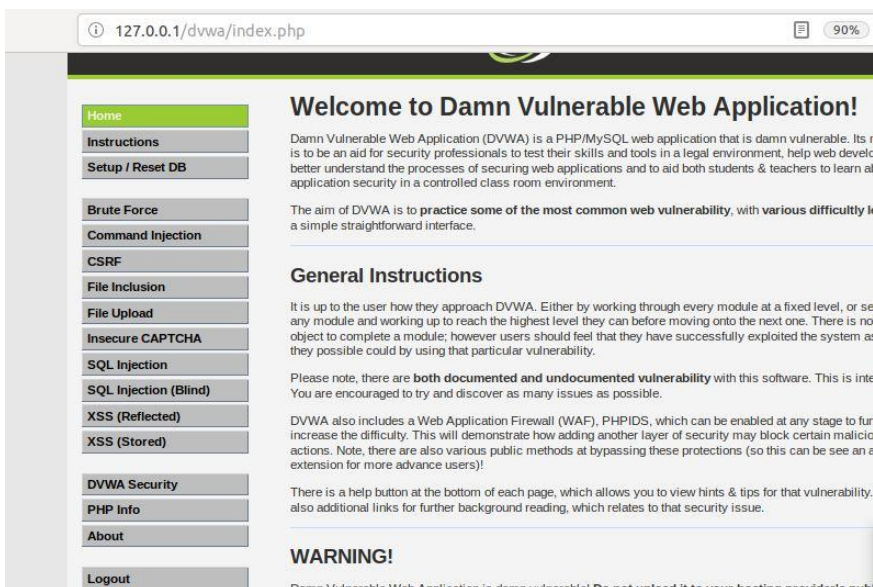 127.0.0.1/dvwa/index.php
90%
Home
Instructions
Setup / Reset DB
Brute Force
Command Injection
CSRF
File Inclusion
File Upload
Insecure CAPTCHA
SQL Injection
SQL Injection (Blind)
XSS (Reflected)
XSS (Stored)
DVWA Security
PHP Info
About
Logout
Welcome to Damn Vulnerable Web Application!
Damn Vulnerable Web Application (DVWA) is a PHP/MySQL web application that is damn vulnerable. Its
is to be an aid for security professionals to test their skills and tools in a legal environment, help web
better understand the processes of securing web applications and to aid both students & teachers to learn
application security in a controlled class room environment.
The aim of DVWA is to practice some of the most common web vulnerability, with various difficultly
a simple straightforward interface.
General Instructions
It is up to the user how they approach DVWA. Either by working through every module at a fixed level, or
any module and working up to reach the highest level they can before moving onto the next one. There is
object to complete a module; however users should feel that they have successfully exploited the system
they possible could by using that particular vulnerability.
Please note, there are both documented and undocumented vulnerability with this software. This is
You are encouraged to try and discover as many issues as possible.
DVWA also includes a Web Application Firewall (WAF), PHPIDS, which can be enabled at any stage to
increase the difficulty. This will demonstrate how adding another layer of security may block certain
actions. Note, there are also various public methods at bypassing these protections (so this can be see an
extension for more advance users)!
There is a help button at the bottom of each page, which allows you to view hints & tips for that vulnerability.
also additional links for further background reading, which relates to that security issue.
WARNING!